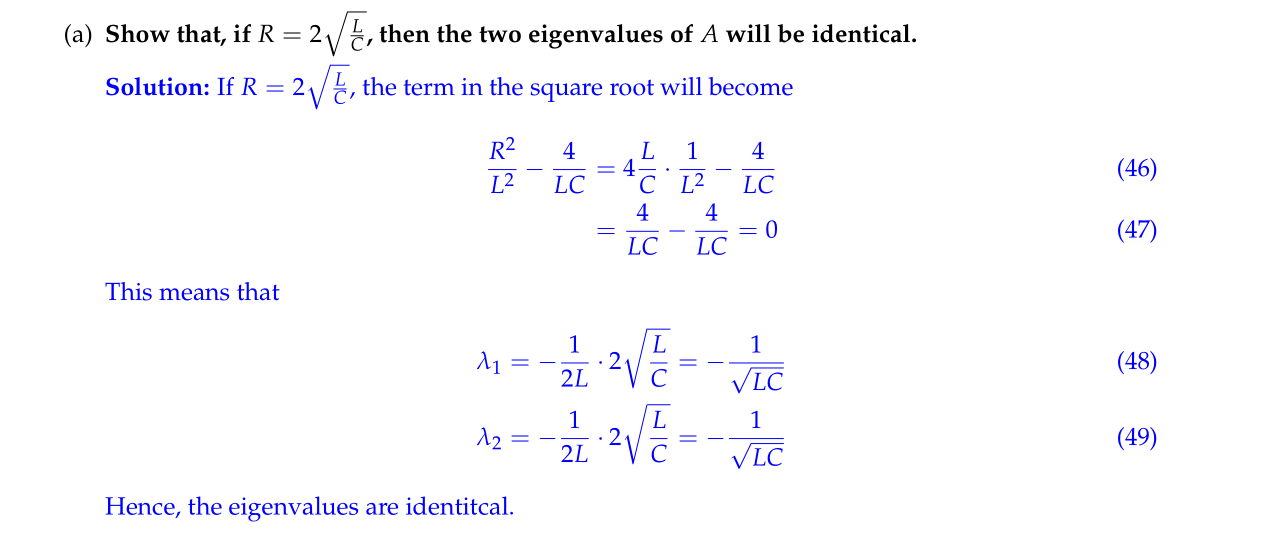 (a) Show that, if $R = 2\sqrt{\frac{L}{C}}$, then the two eigenvalues of $A$ will be identical.
Solution: If $R = 2\sqrt{\frac{L}{C}}$, the term in the square root will become
$\frac{R^2}{L^2} - \frac{4}{LC} = 4\frac{L}{C} \cdot \frac{1}{L^2} - \frac{4}{LC}$ (46)
$= \frac{4}{LC} - \frac{4}{LC} = 0$ (47)
This means that
$\lambda_1 = -\frac{1}{2L} \cdot 2\sqrt{\frac{L}{C}} = -\frac{1}{\sqrt{LC}}$ (48)
$\lambda_2 = -\frac{1}{2L} \cdot 2\sqrt{\frac{L}{C}} = -\frac{1}{\sqrt{LC}}$ (49)
Hence, the eigenvalues are identitcal.